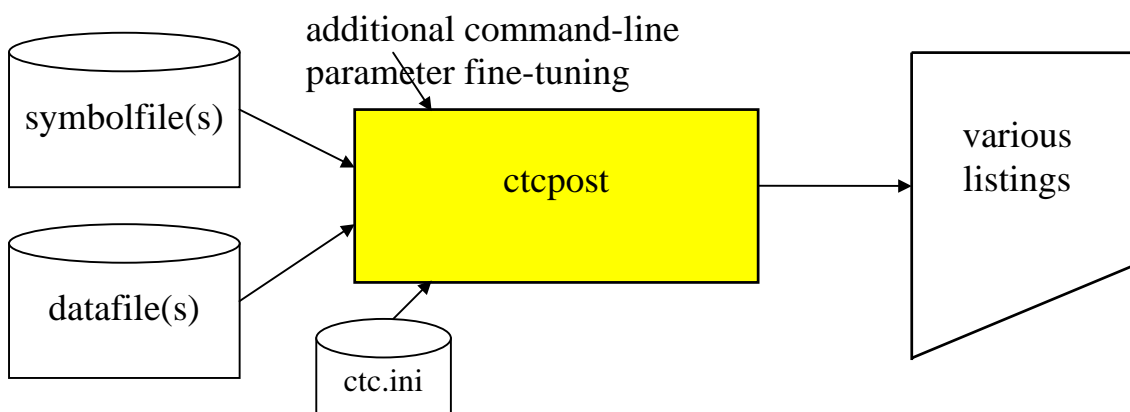 additional command-line
parameter fine-tuning
symbolfile(s)
ctcpost
various
listings
datafile(s)
ctc.ini